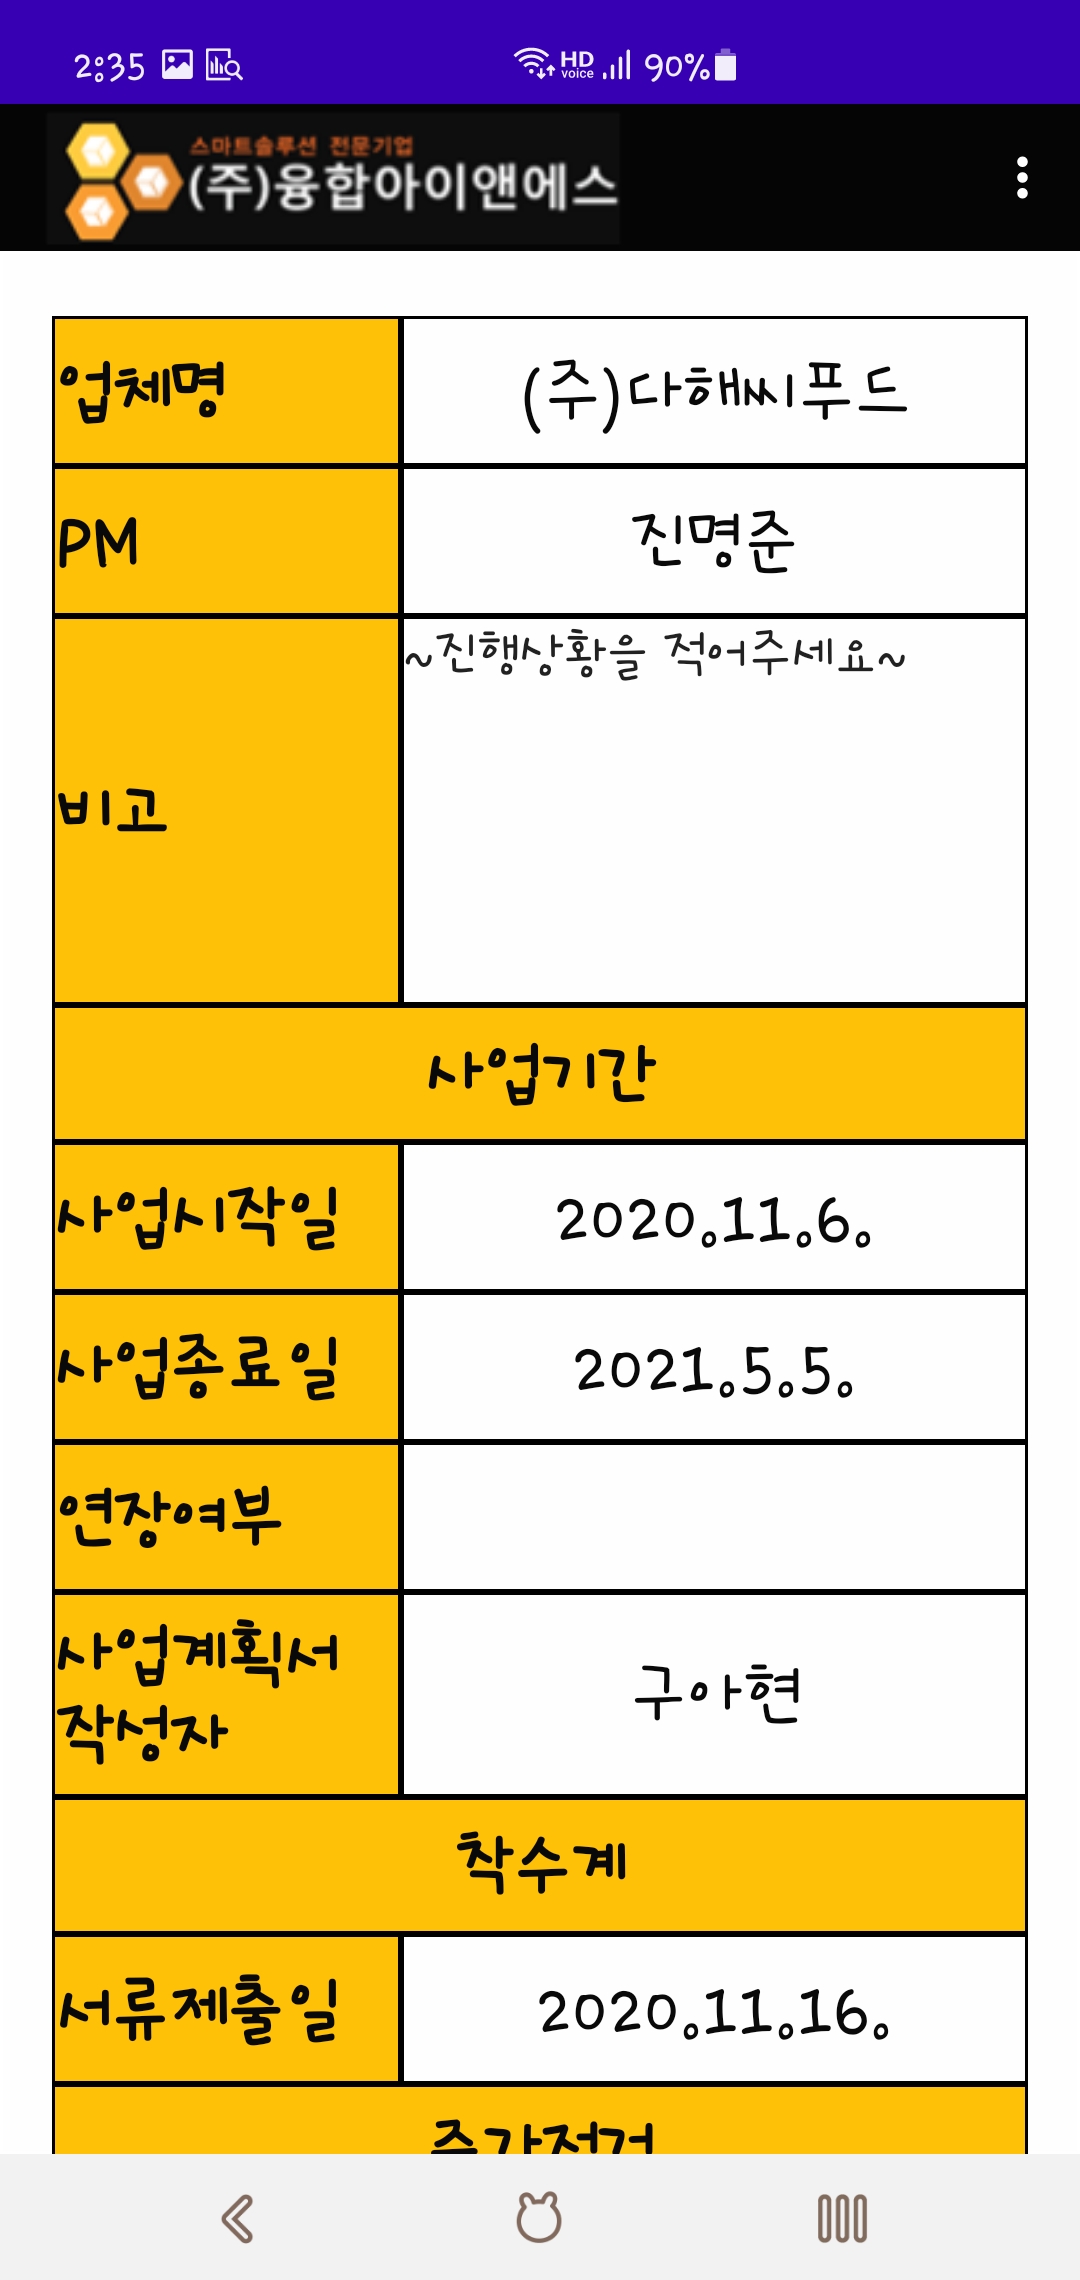 2:35 HD voice 90%
스마트솔루션 전문기업
(주)융합아이앤에스
업체명 (주)다해씨푸드
PM 진명준
비고 ~진행상황을 적어주세요~
사업기간
사업시작일 2020.11.6.
사업종료일 2021.5.5.
연장여부
사업계획서
작성자 구아현
착수계
서류제출일 2020.11.16.
중간점검